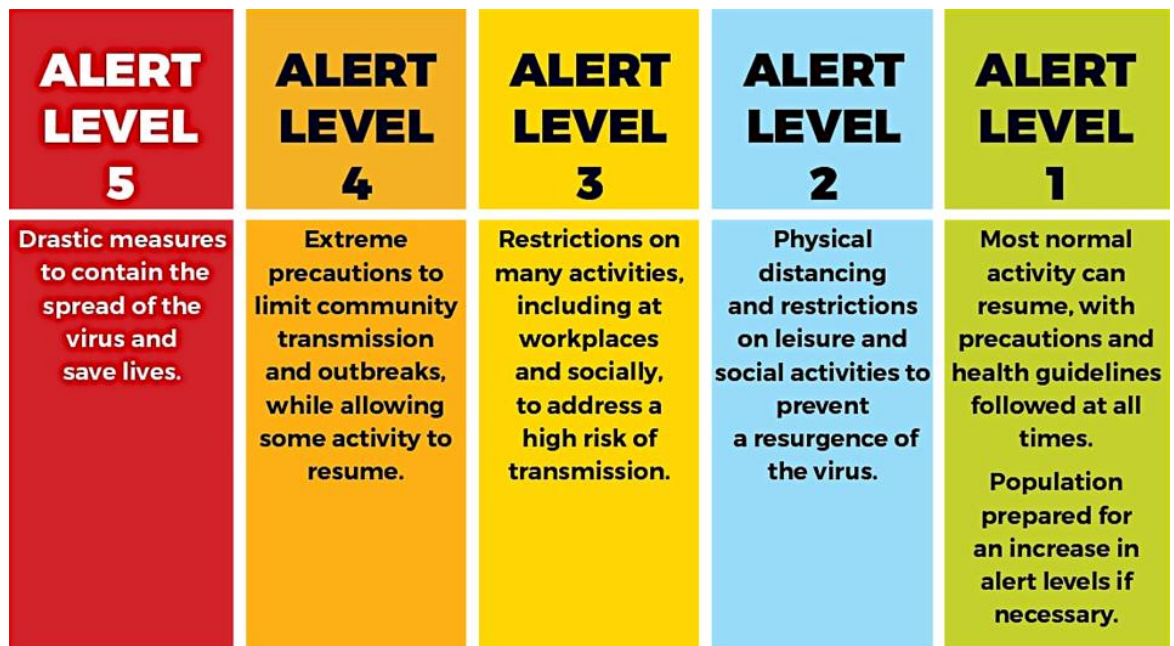 ALERT
LEVEL
5
Drastic measures
to contain the
spread of the
virus and
save lives.
ALERT
LEVEL
4
Extreme
precautions to
limit community
transmission
and outbreaks,
while allowing
some activity to
resume.
ALERT
LEVEL
3
Restrictions on
many activities,
including at
workplaces
and socially,
to address a
high risk of
transmission.
ALERT
LEVEL
2
Physical
distancing
and restrictions
on leisure and
social activities to
prevent
a resurgence of
the virus.
ALERT
LEVEL
1
Most normal
activity can
resume, with
precautions and
health guidelines
followed at all
times.
Population
prepared for
an increase in
alert levels if
necessary.